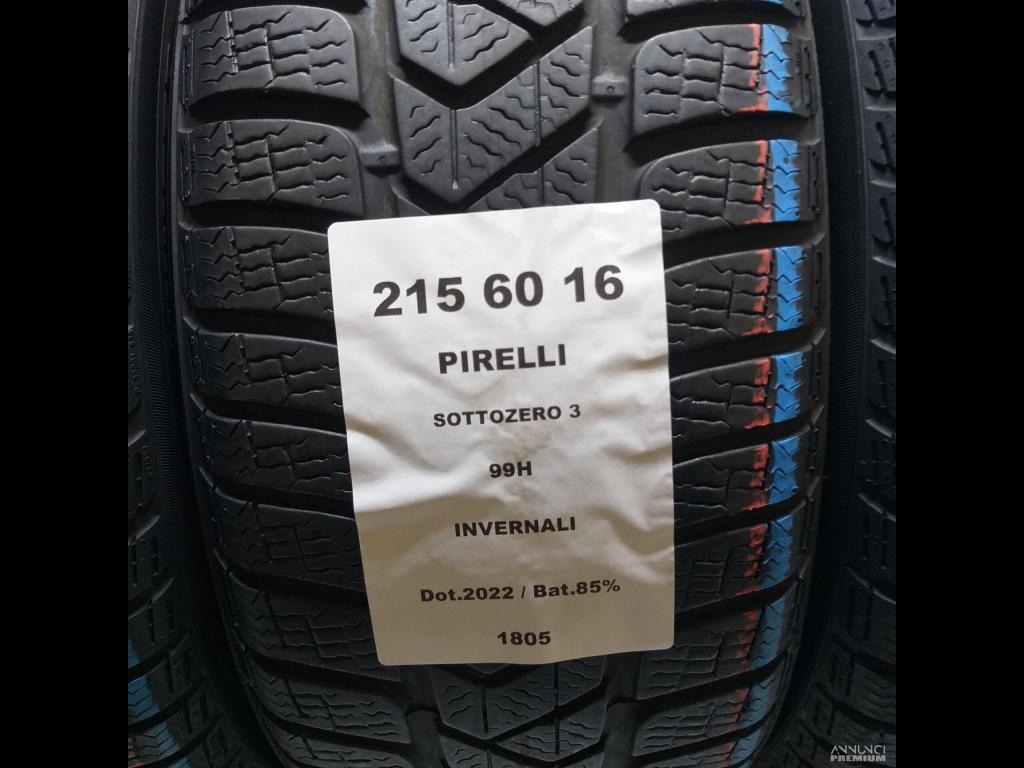 215 60 16
PIRELLI
SOTTOZERO 3
99H
INVERNALI
Dot.2022 / Bat.85%
1805
ANNUNCI
PREMIUM